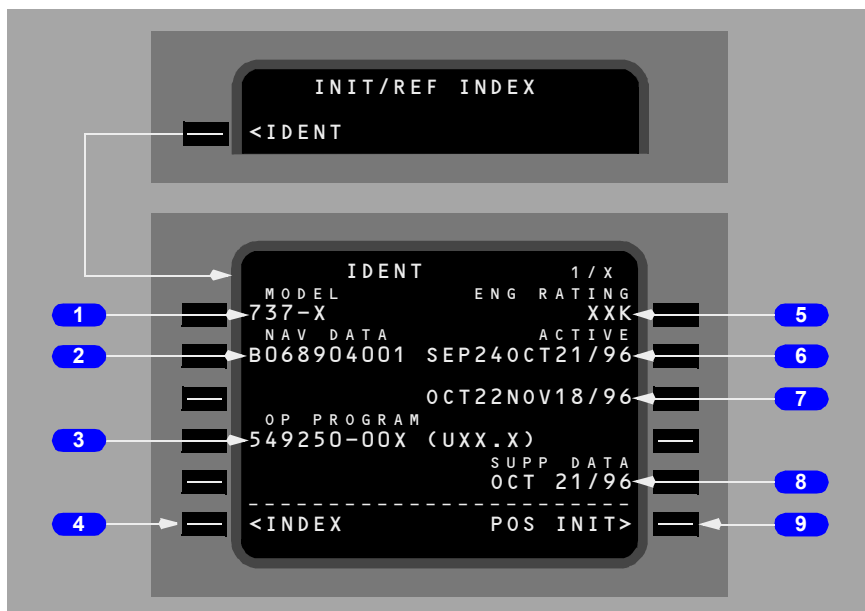 INIT/REF INDEX
<IDENT
IDENT 1/X
MODEL ENG RATING
1 737-X XXK 5
NAV DATA ACTIVE
2 B068904001 SEP24OCT21/96 6
OCT22NOV18/96 7
OP PROGRAM
3 549250-00X (UXX.X)
SUPP DATA
OCT 21/96 8
--------------------------
4 <INDEX POS INIT> 9